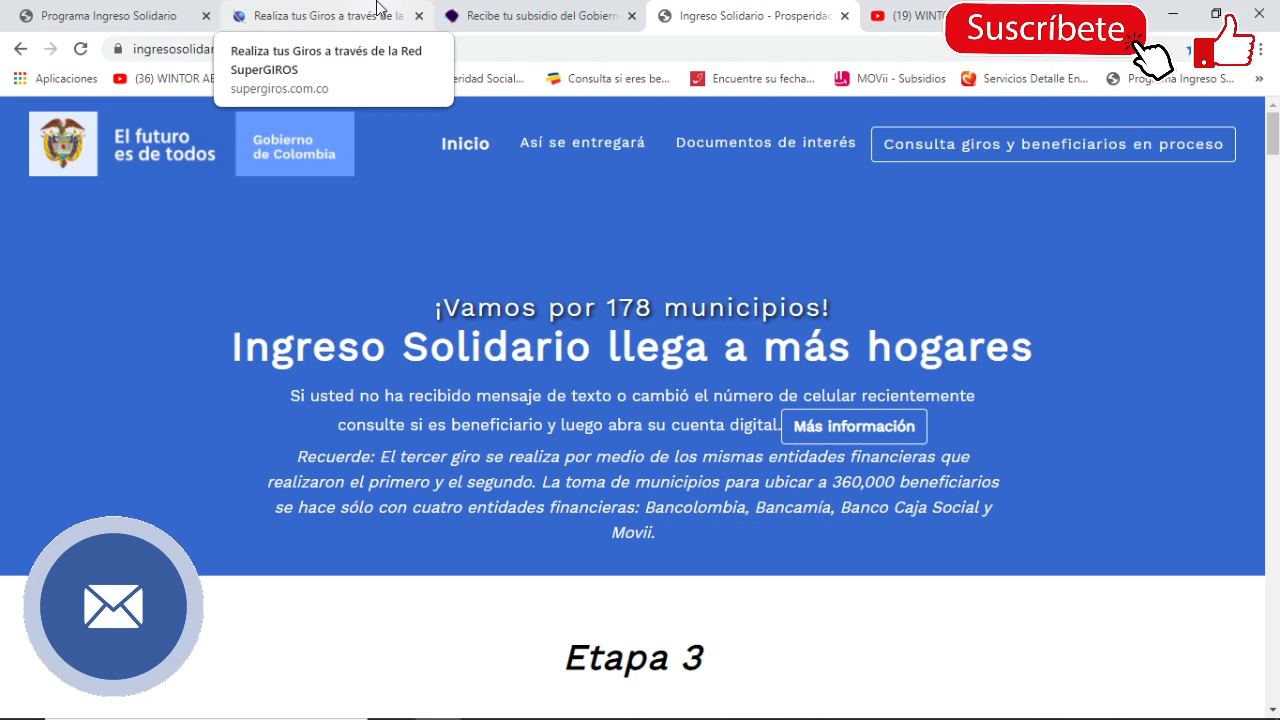 Programa Ingreso Solidario
Realiza tus Giros a través de la
Recibe tu subsidio del Gobiern
Ingreso Solidario - Prosperidad
(19) WINTO
Suscríbete
ingresosolidar
Realiza tus Giros a través de la Red
SuperGIROS
supergiros.com.co
Aplicaciones
(36) WINTOR AB
eridad Social...
Consulta si eres be...
Encuentre su fecha...
MOVii - Subsidios
Servicios Detalle En...
Programa Ingreso S...
El futuro
es de todos
Gobierno
de Colombia
Inicio
Así se entregará
Documentos de interés
Consulta giros y beneficiarios en proceso
¡Vamos por 178 municipios!
Ingreso Solidario llega a más hogares
Si usted no ha recibido mensaje de texto o cambió el número de celular recientemente
consulte si es beneficiario y luego abra su cuenta digital. Más información
Recuerde: El tercer giro se realiza por medio de los mismas entidades financieras que
realizaron el primero y el segundo. La toma de municipios para ubicar a 360,000 beneficiarios
se hace sólo con cuatro entidades financieras: Bancolombia, Bancamía, Banco Caja Social y
Movii.
Etapa 3